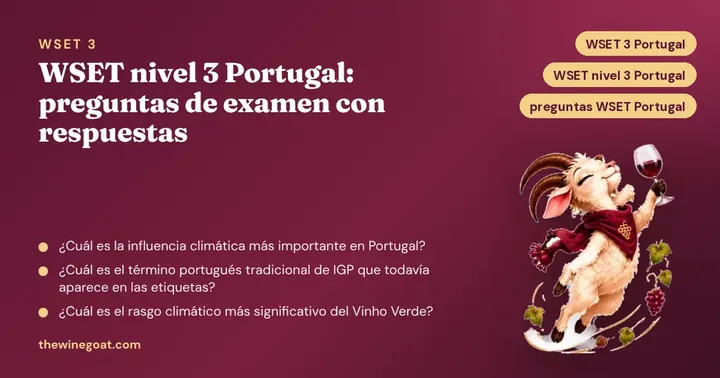 WSET 3
WSET nivel 3 Portugal:
preguntas de examen con
respuestas
WSET 3 Portugal
WSET nivel 3 Portugal
preguntas WSET Portugal
¿Cuál es la influencia climática más importante en Portugal?
¿Cuál es el término portugués tradicional de IGP que todavía
aparece en las etiquetas?
¿Cuál es el rasgo climático más significativo del Vinho Verde?
thewinegoat.com